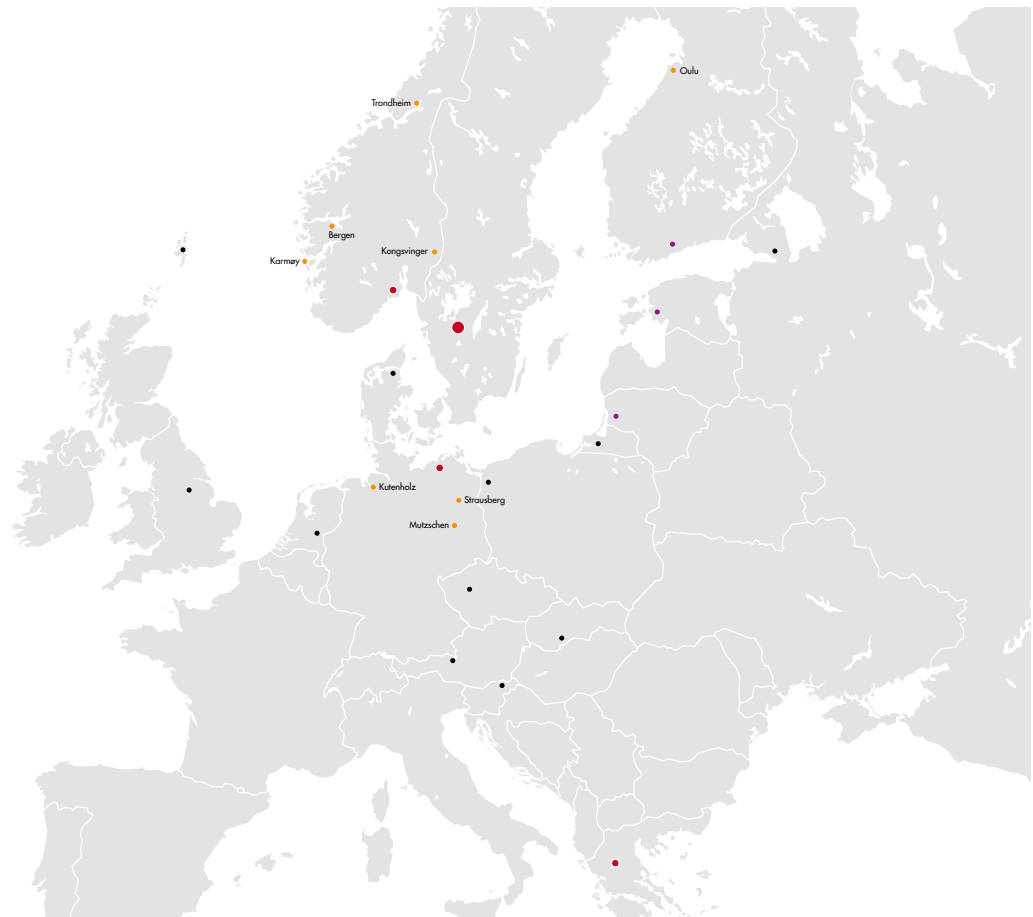 Oulu
Trondheim
Bergen
Kongsvinger
Karmøy
Kutenholz
Strausberg
Mutzschen